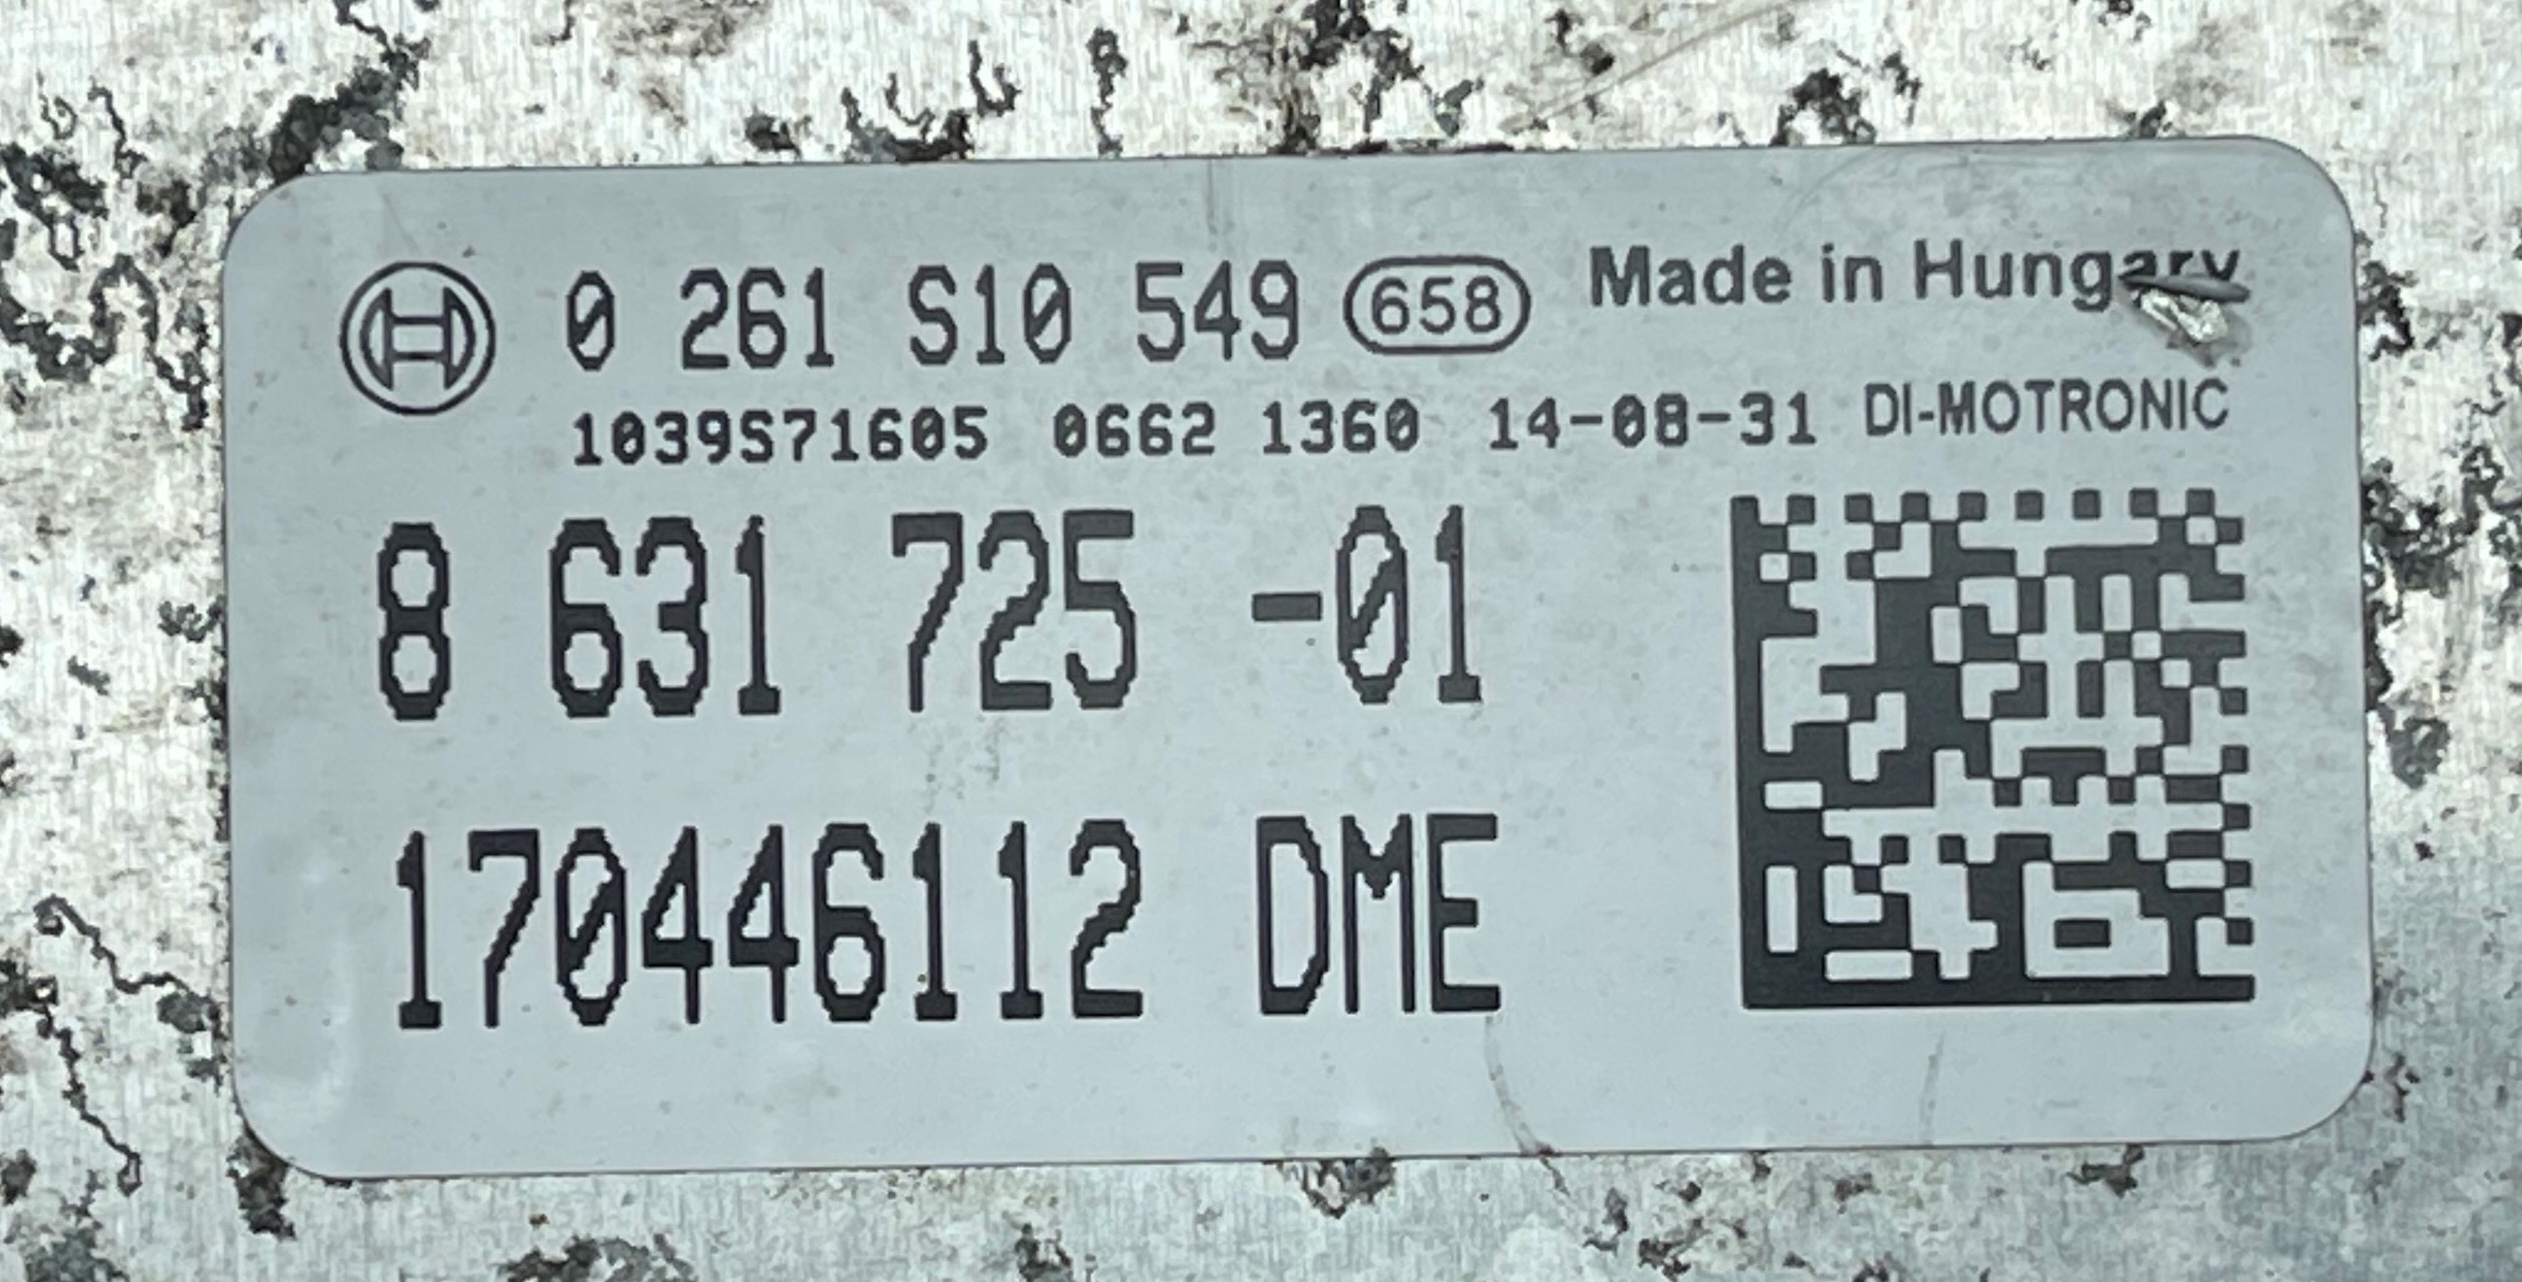 0 261 S10 549 658 Made in Hungary
1039S71605 0662 1360 14-08-31 DI-MOTRONIC
8 631 725 -01
170446112 DME